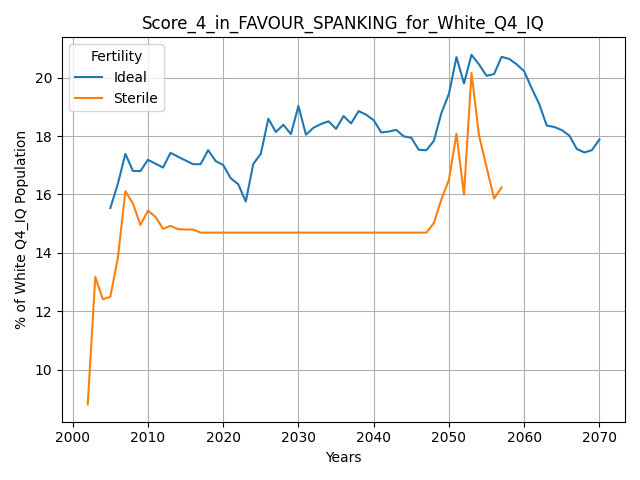 Score_4_in_FAVOUR_SPANKING_for_White_Q4_IQ
Fertility
Ideal
Sterile
% of White Q4_IQ Population
20
18
16
14
12
10
2000 2010 2020 2030 2040 2050 2060 2070
Years